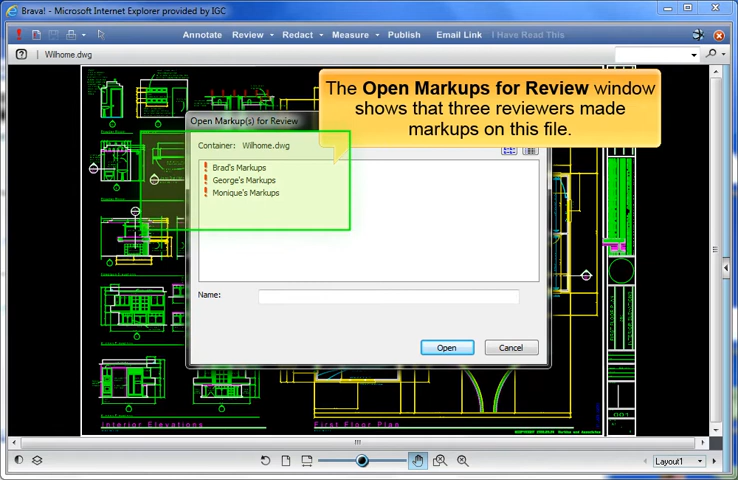 Brava! - Microsoft Internet Explorer provided by IGC
Annotate Review Redact Measure Publish Email Link I Have Read This
Wilhome.dwg
The Open Markups for Review window
shows that three reviewers made
markups on this file.
Open Markup(s) for Review
Container: Wilhome.dwg
Brad's Markups
George's Markups
Monique's Markups
Name:
Open Cancel
Interior Elevations First Floor Plan
Layout1